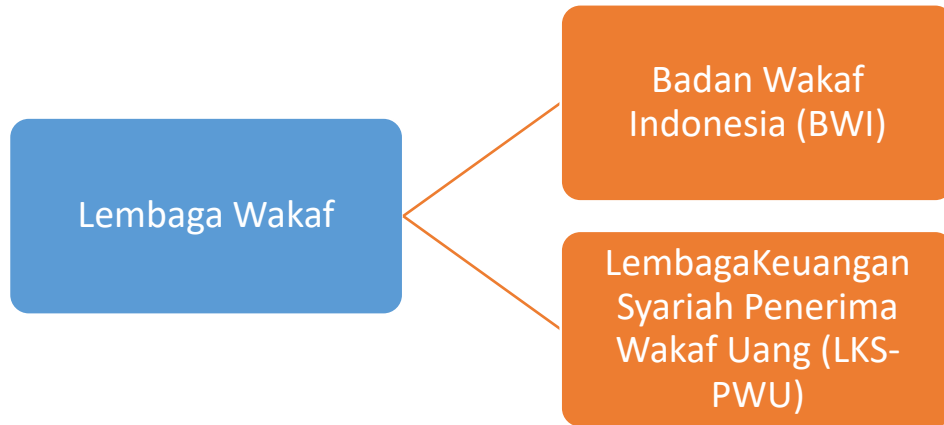 Lembaga Wakaf
Badan Wakaf
Indonesia (BWI)
LembagaKeuangan
Syariah Penerima
Wakaf Uang (LKS-
PWU)